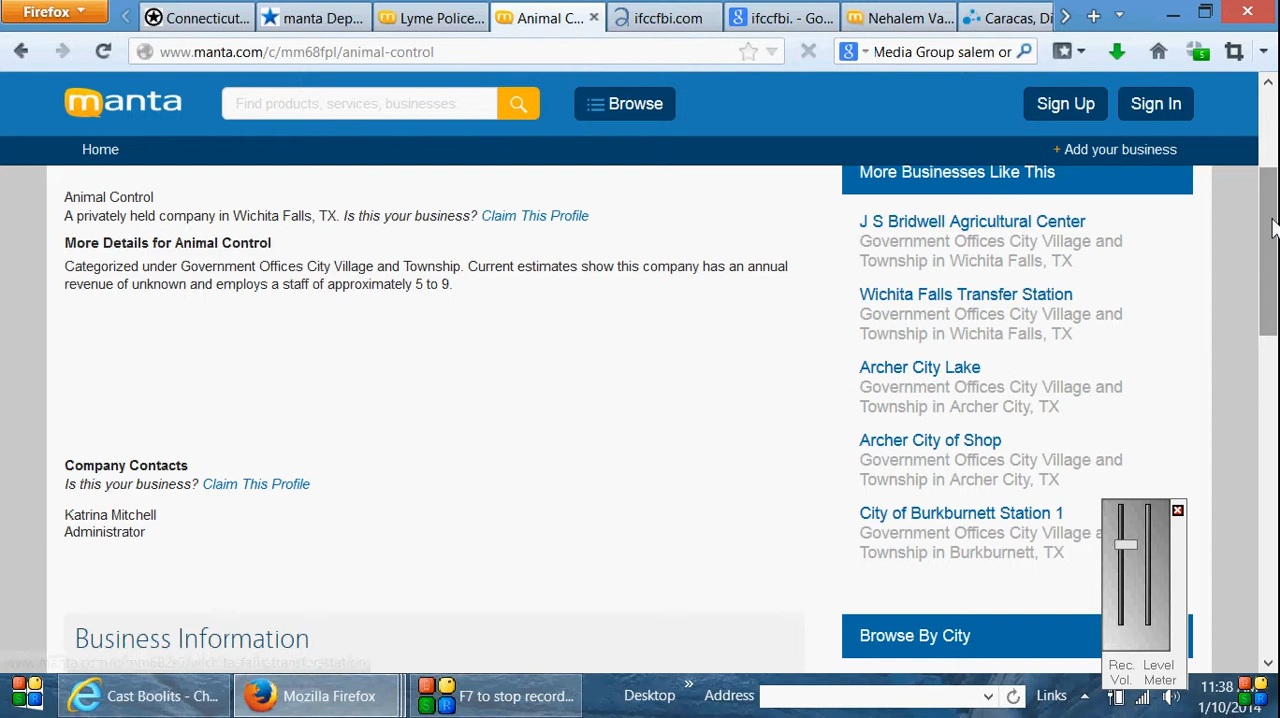 Firefox
Connecticut...
manta Dep...
Lyme Police...
Animal C...
ifccfbi.com
ifccfbi. - Go...
Nehalem Va...
Caracas, Di
www.manta.com/c/mm68fpl/animal-control
Media Group salem or
manta
Find products, services, businesses
Browse
Sign Up
Sign In
Home
+ Add your business
Animal Control
A privately held company in Wichita Falls, TX. Is this your business? Claim This Profile
More Details for Animal Control
Categorized under Government Offices City Village and Township. Current estimates show this company has an annual
revenue of unknown and employs a staff of approximately 5 to 9.
Company Contacts
Is this your business? Claim This Profile
Katrina Mitchell
Administrator
Business Information
More Businesses Like This
J S Bridwell Agricultural Center
Government Offices City Village and
Township in Wichita Falls, TX
Wichita Falls Transfer Station
Government Offices City Village and
Township in Wichita Falls, TX
Archer City Lake
Government Offices City Village and
Township in Archer City, TX
Archer City of Shop
Government Offices City Village and
Township in Archer City, TX
City of Burkburnett Station 1
Government Offices City Village a
Township in Burkburnett, TX
Browse By City
Rec. Level
Vol. Meter
Cast Boolits - Ch...
Mozilla Firefox
F7 to stop record...
Desktop
Address
Links
11:38 AM
1/10/2014